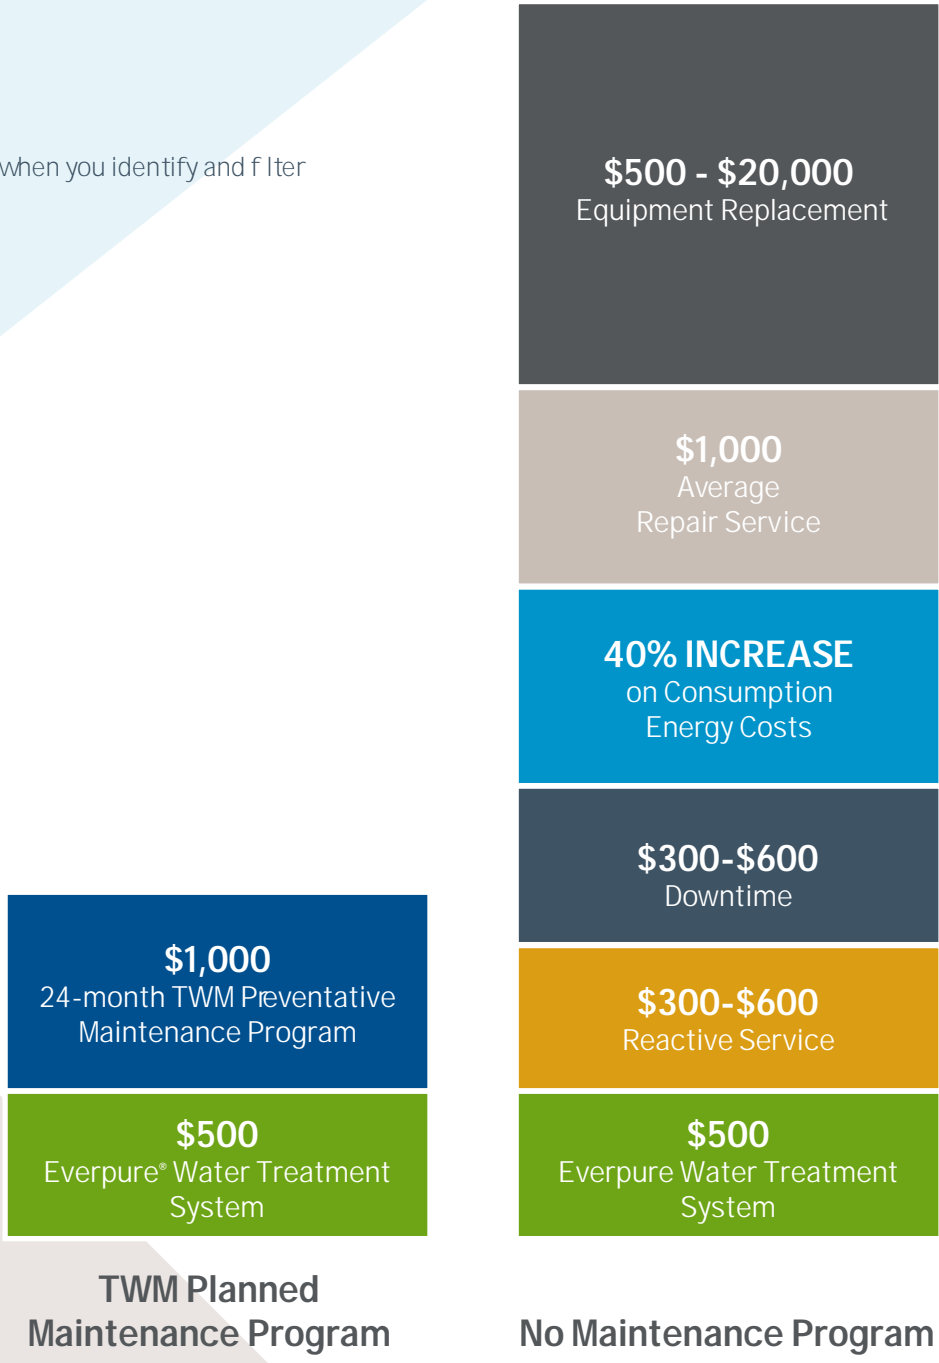 when you identify and f lter
$500 - $20,000
Equipment Replacement
$1,000
Average
Repair Service
40% INCREASE
on Consumption
Energy Costs
$300-$600
Downtime
$300-$600
Reactive Service
$500
Everpure Water Treatment
System
No Maintenance Program
$1,000
24-month TWM Preventative
Maintenance Program
$500
Everpure® Water Treatment
System
TWM Planned
Maintenance Program